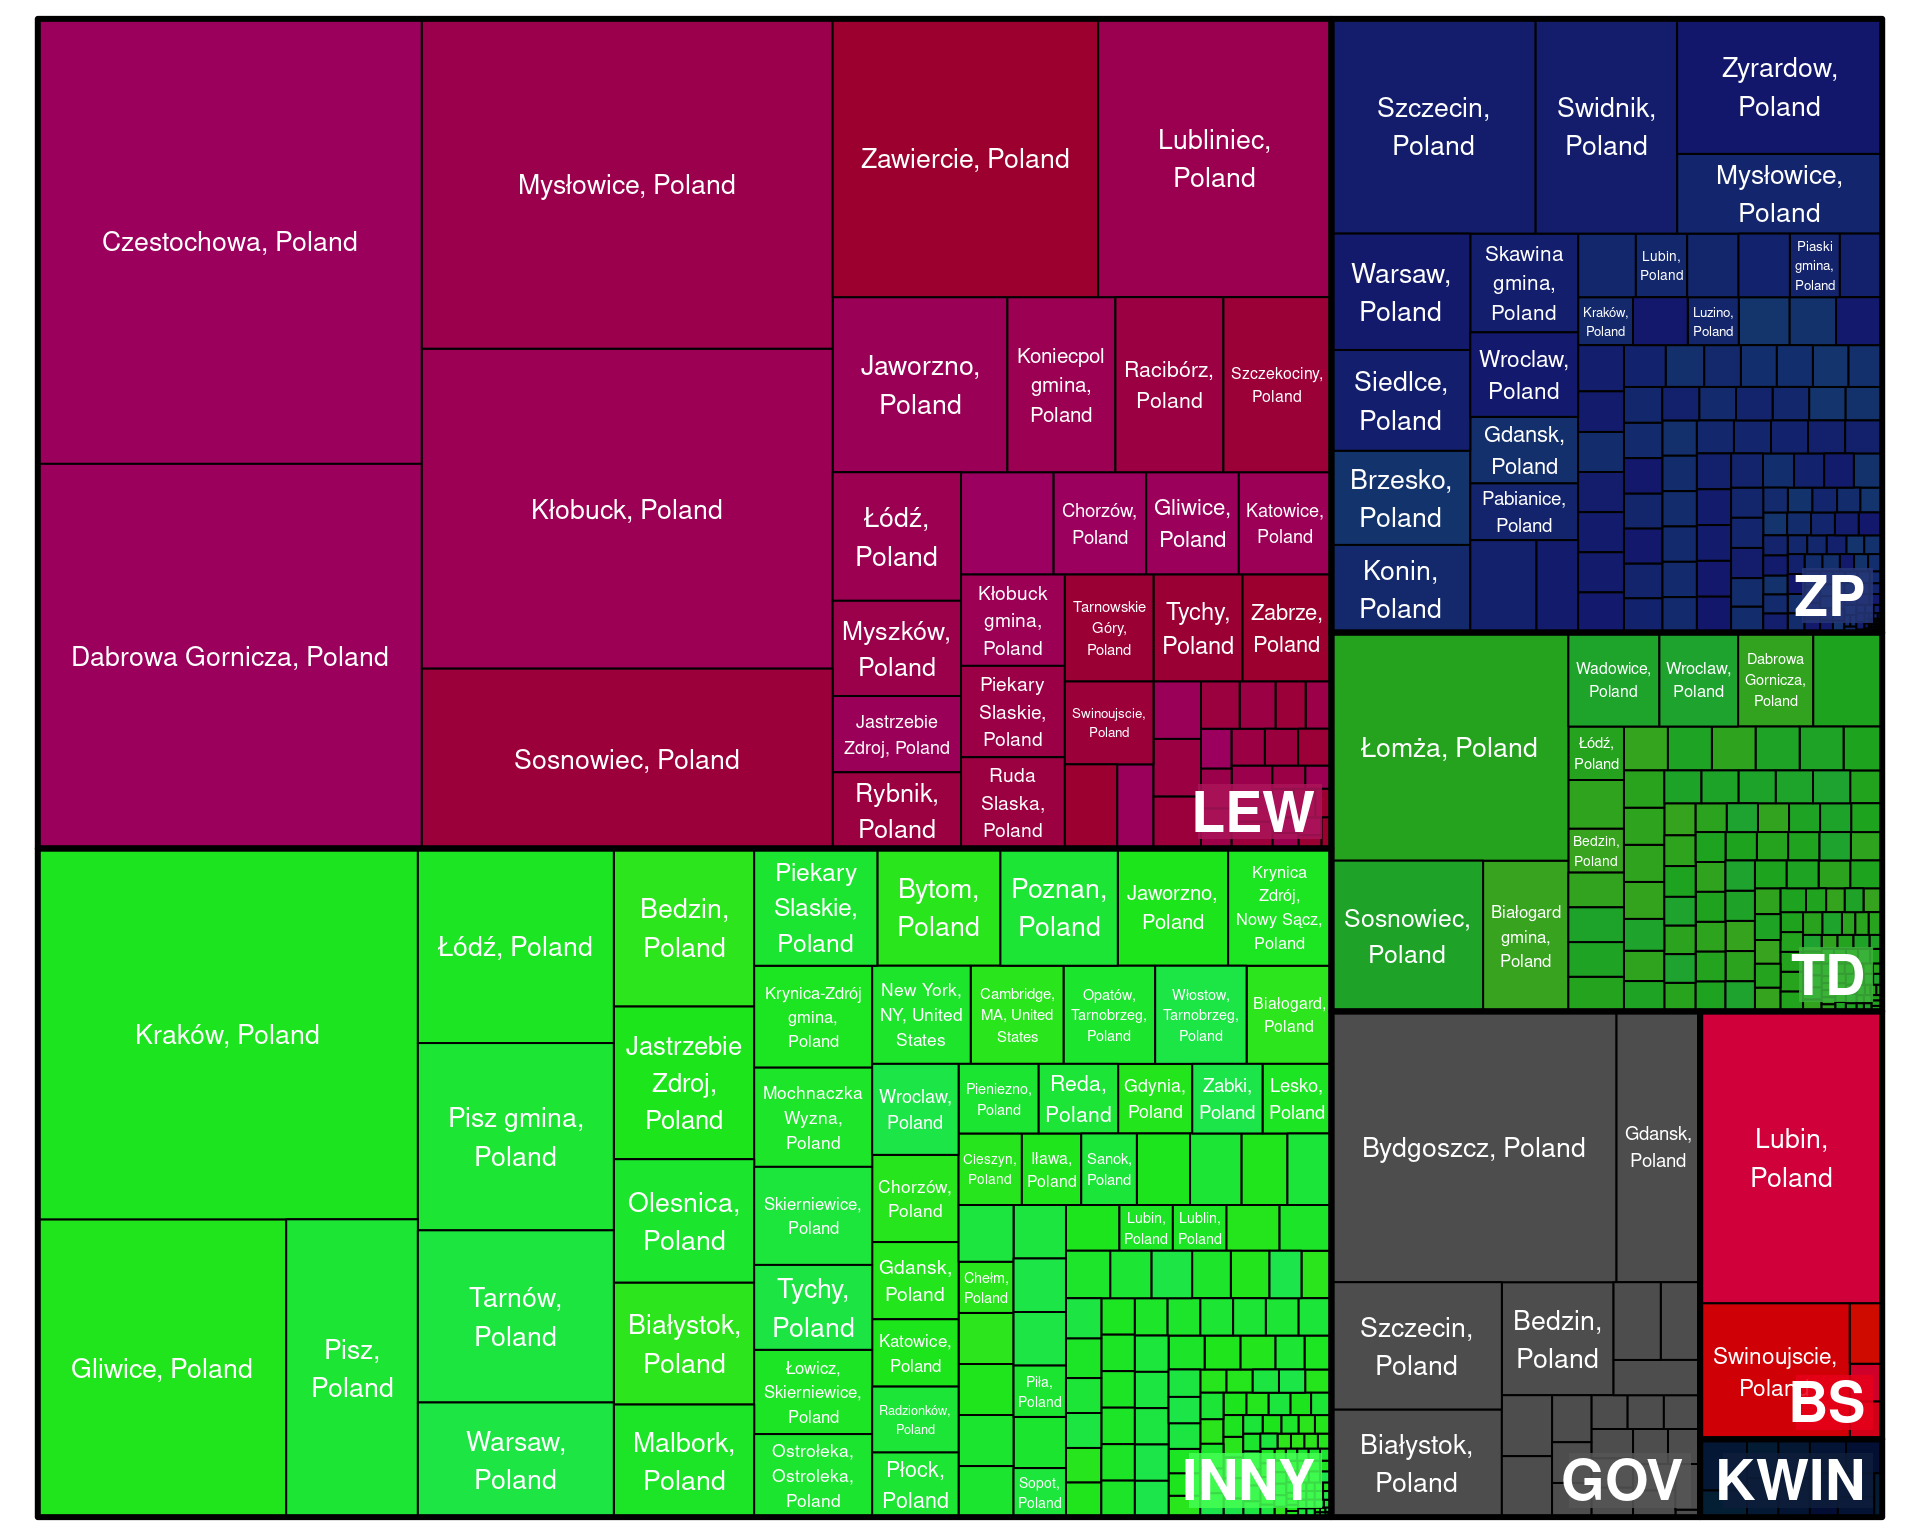 Czestochowa, Poland
Dabrowa Gornicza, Poland
Mysłowice, Poland
Kłobuck, Poland
Sosnowiec, Poland
Zawiercie, Poland
Lubliniec,
Poland
Jaworzno,
Poland
Koniecpol
gmina,
Poland
Racibórz,
Poland
Szczekociny,
Poland
Łódź,
Poland
Myszków,
Poland
Jastrzebie
Zdroj, Poland
Rybnik,
Poland
Chorzów,
Poland
Gliwice,
Poland
Katowice,
Poland
Kłobuck
gmina,
Poland
Piekary
Slaskie,
Poland
Ruda
Slaska,
Poland
Tarnowskie
Góry,
Poland
Tychy,
Poland
Zabrze,
Poland
Swinoujscie,
Poland
LEW
Szczecin,
Poland
Swidnik,
Poland
Zyrardow,
Poland
Mysłowice,
Poland
Warsaw,
Poland
Siedlce,
Poland
Brzesko,
Poland
Konin,
Poland
Skawina
gmina,
Poland
Wroclaw,
Poland
Gdansk,
Poland
Pabianice,
Poland
Lubin,
Poland
Piaski
gmina,
Poland
Kraków,
Poland
Luzino,
Poland
ZP
Łomża, Poland
Sosnowiec,
Poland
Białogard
gmina,
Poland
Wadowice,
Poland
Wroclaw,
Poland
Dabrowa
Gornicza,
Poland
Łódź,
Poland
Bedzin,
Poland
TD
Kraków, Poland
Gliwice, Poland
Pisz,
Poland
Łódź, Poland
Pisz gmina,
Poland
Tarnów,
Poland
Warsaw,
Poland
Bedzin,
Poland
Jastrzebie
Zdroj,
Poland
Olesnica,
Poland
Białystok,
Poland
Malbork,
Poland
Piekary
Slaskie,
Poland
Bytom,
Poland
Poznan,
Poland
Jaworzno,
Poland
Krynica
Zdrój,
Nowy Sącz,
Poland
Krynica-Zdrój
gmina,
Poland
Mochnaczka
Wyzna,
Poland
Skierniewice,
Poland
Tychy,
Poland
Łowicz,
Skierniewice,
Poland
Ostrołeka,
Ostroleka,
Poland
New York,
NY, United
States
Cambridge,
MA, United
States
Opatów,
Tarnobrzeg,
Poland
Włostow,
Tarnobrzeg,
Poland
Białogard,
Poland
Wroclaw,
Poland
Chorzów,
Poland
Gdansk,
Poland
Katowice,
Poland
Radzionków,
Poland
Płock,
Poland
Pieniezno,
Poland
Reda,
Poland
Gdynia,
Poland
Zabki,
Poland
Lesko,
Poland
Cieszyn,
Poland
Iława,
Poland
Sanok,
Poland
Lubin,
Poland
Lublin,
Poland
Chełm,
Poland
Piła,
Poland
Sopot,
Poland
INNY
Bydgoszcz, Poland
Gdansk,
Poland
Szczecin,
Poland
Bedzin,
Poland
Białystok,
Poland
GOV
Lubin,
Poland
Swinoujscie,
Poland
BS
KWIN